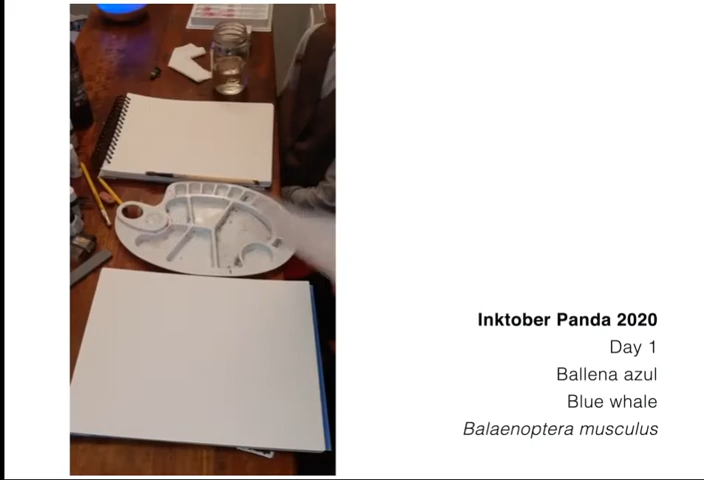 Inktober Panda 2020
Day 1
Ballena azul
Blue whale
Balaenoptera musculus